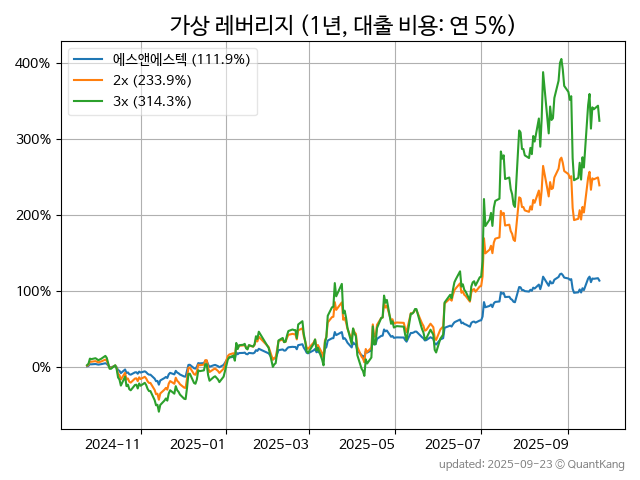 가상 레버리지 (1년, 대출 비용: 연 5%)
에스앤에스텍 (111.9%)
2x (233.9%)
3x (314.3%)
400%
300%
200%
100%
0%
2024-11
2025-01
2025-03
2025-05
2025-07
2025-09
updated: 2025-09-23 © QuantKang